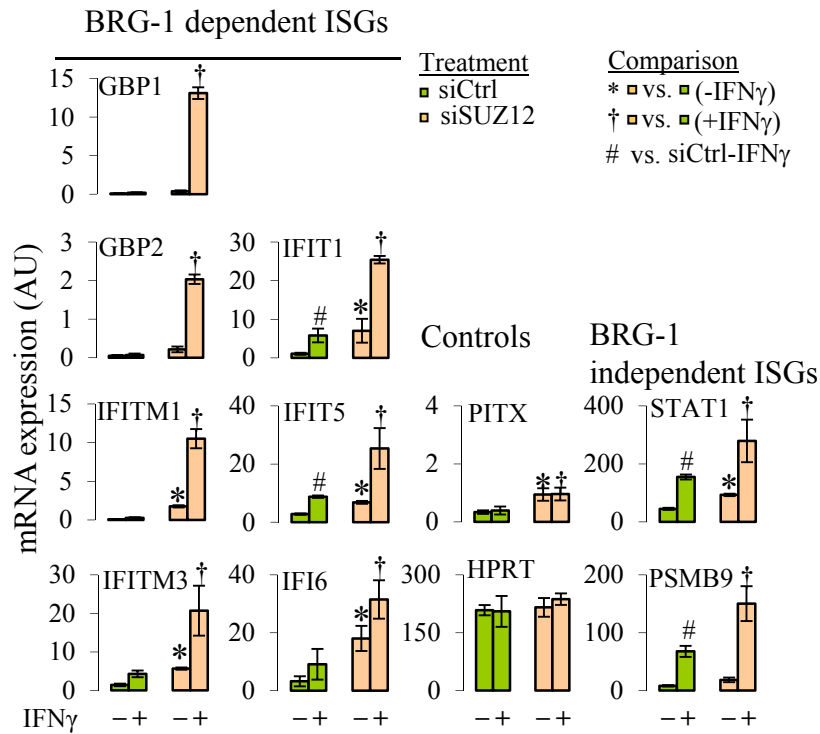 BRG-1 dependent ISGs
Treatment
siCtrl
siSUZ12
Comparison
* vs. (-IFNγ)
† vs. (+IFNγ)
# vs. siCtrl-IFNγ
mRNA expression (AU)
GBP1
15
10
5
0
†
GBP2
3
2
1
0
†
IFIT1
30
20
10
0
#
*
†
Controls
BRG-1
independent ISGs
IFITM1
15
10
5
0
*
†
IFIT5
40
20
0
#
*
†
PITX
4
2
0
*
†
STAT1
400
200
0
#
*
†
IFITM3
30
20
10
0
*
†
IFI6
40
20
0
*
†
HPRT
300
150
0
PSMB9
200
100
0
#
†
IFNγ − + − + − + − + − + − + − + − +